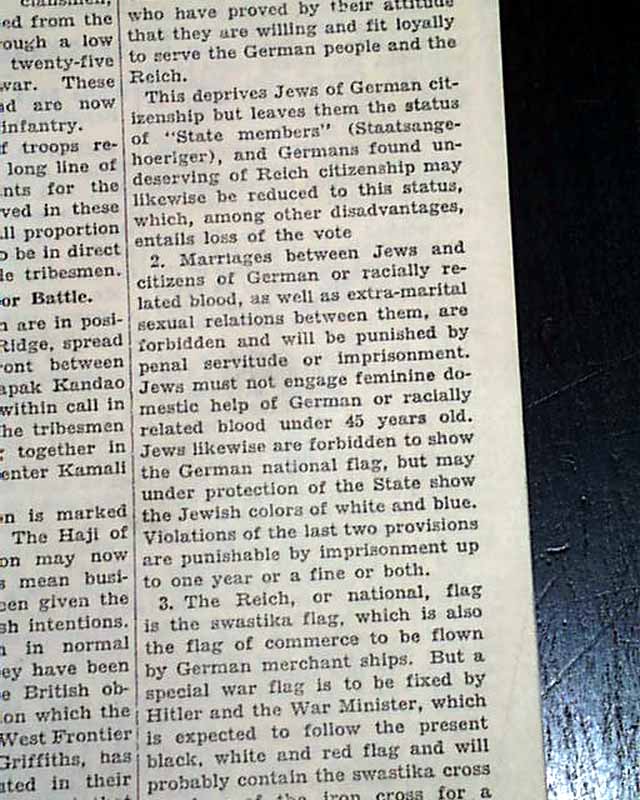 clansmen,
ed from the
rough a low
twenty-five
war. These
ad are now
infantry.
f troops re-
long line of
nts for the
ved in these
ll proportion
o be in direct
le tribesmen.
or Battle.
n are in posi-
Ridge, spread
ront between
apak Kandao
within call in
he tribesmen
together in
enter Kamali
n is marked
The Haji of
on may now
s mean busi-
een given the
sh intentions.
n in normal
ey have been
e British ob-
on which the
West Frontier
Griffiths, has
ated in their
who have proved by their attitude
that they are willing and fit loyally
to serve the German people and the
Reich.
This deprives Jews of German cit-
izenship but leaves them the status
of "State members" (Staatsange-
hoeriger), and Germans found un-
deserving of Reich citizenship may
likewise be reduced to this status,
which, among other disadvantages,
entails loss of the vote
2. Marriages between Jews and
citizens of German or racially re-
lated blood, as well as extra-marital
sexual relations between them, are
forbidden and will be punished by
penal servitude or imprisonment.
Jews must not engage feminine do-
mestic help of German or racially
related blood under 45 years old.
Jews likewise are forbidden to show
the German national flag, but may
under protection of the State show
the Jewish colors of white and blue.
Violations of the last two provisions
are punishable by imprisonment up
to one year or a fine or both.
3. The Reich, or national, flag
is the swastika flag, which is also
the flag of commerce to be flown
by German merchant ships. But a
special war flag is to be fixed by
Hitler and the War Minister, which
is expected to follow the present
black, white and red flag and will
probably contain the swastika cross
of the iron cross for a